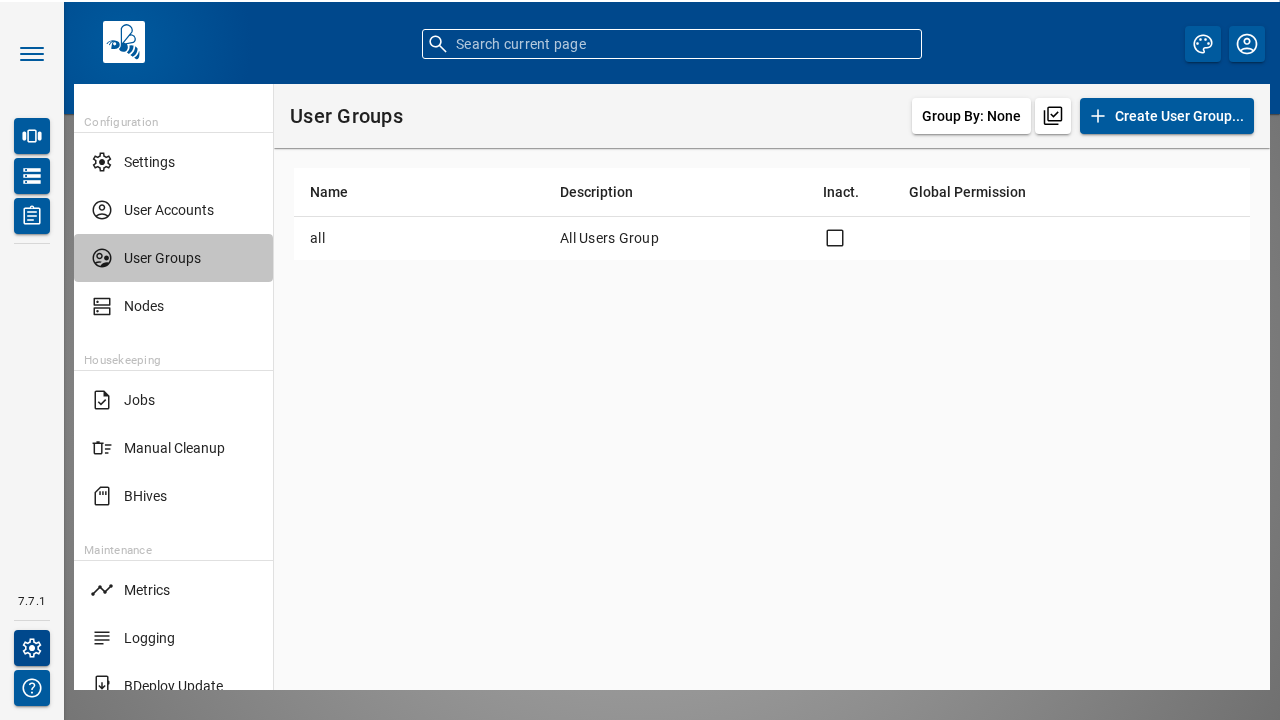 Search current page
Configuration
Settings
User Accounts
User Groups
Nodes
Housekeeping
Jobs
Manual Cleanup
BHives
Maintenance
Metrics
Logging
BDeploy Update
7.7.1
User Groups
Group By: None
Create User Group...
Name Description Inact. Global Permission
all All Users Group